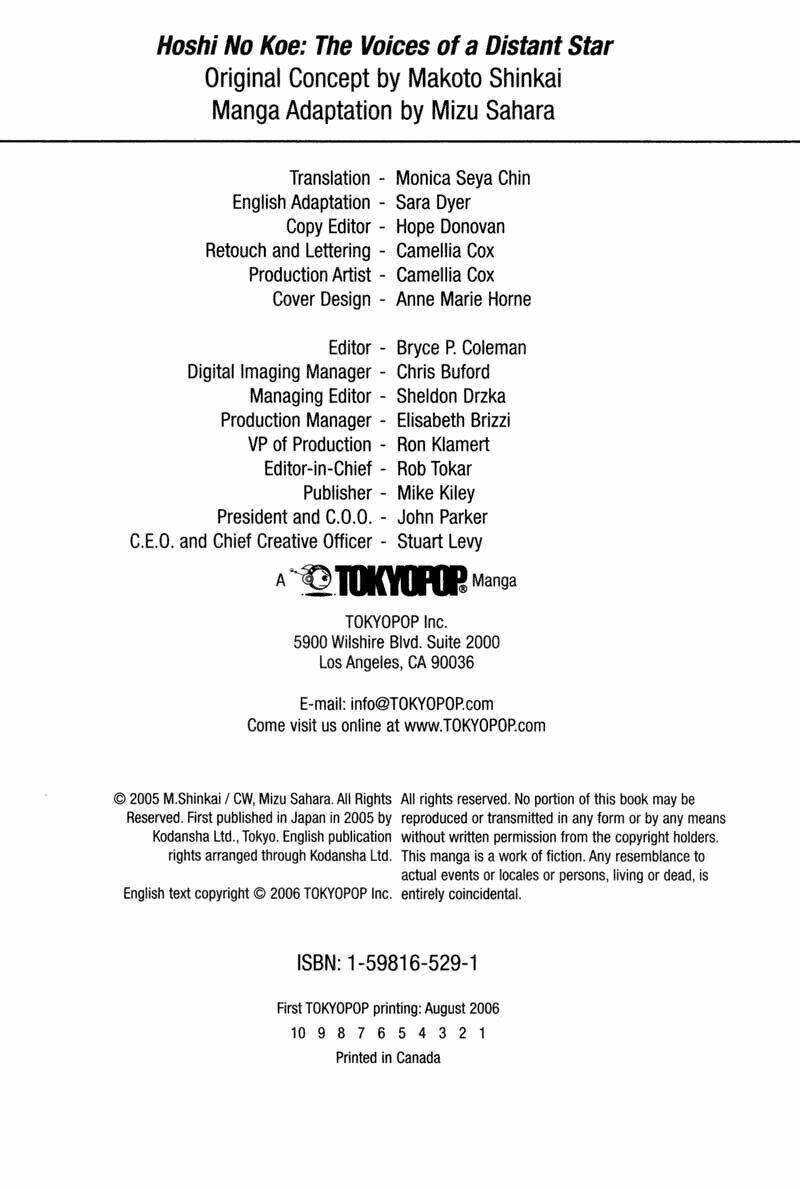 Hoshi No Koe: The Voices of a Distant Star
Original Concept by Makoto Shinkai
Manga Adaptation by Mizu Sahara
Translation - Monica Seya Chin
English Adaptation - Sara Dyer
Copy Editor - Hope Donovan
Retouch and Lettering - Camellia Cox
Production Artist - Camellia Cox
Cover Design - Anne Marie Horne
Editor - Bryce P. Coleman
Digital Imaging Manager - Chris Buford
Managing Editor - Sheldon Drzka
Production Manager - Elisabeth Brizzi
VP of Production - Ron Klamert
Editor-in-Chief - Rob Tokar
Publisher - Mike Kiley
President and C.O.O. - John Parker
C.E.O. and Chief Creative Officer - Stuart Levy
A TOKYOPOP® Manga
TOKYOPOP Inc.
5900 Wilshire Blvd. Suite 2000
Los Angeles, CA 90036
E-mail: info@TOKYOPOP.com
Come visit us online at www.TOKYOPOP.com
© 2005 M.Shinkai / CW, Mizu Sahara. All Rights
Reserved. First published in Japan in 2005 by
Kodansha Ltd., Tokyo. English publication
rights arranged through Kodansha Ltd.
English text copyright © 2006 TOKYOPOP Inc.
All rights reserved. No portion of this book may be
reproduced or transmitted in any form or by any means
without written permission from the copyright holders.
This manga is a work of fiction. Any resemblance to
actual events or locales or persons, living or dead, is
entirely coincidental.
ISBN: 1-59816-529-1
First TOKYOPOP printing: August 2006
10 9 8 7 6 5 4 3 2 1
Printed in Canada